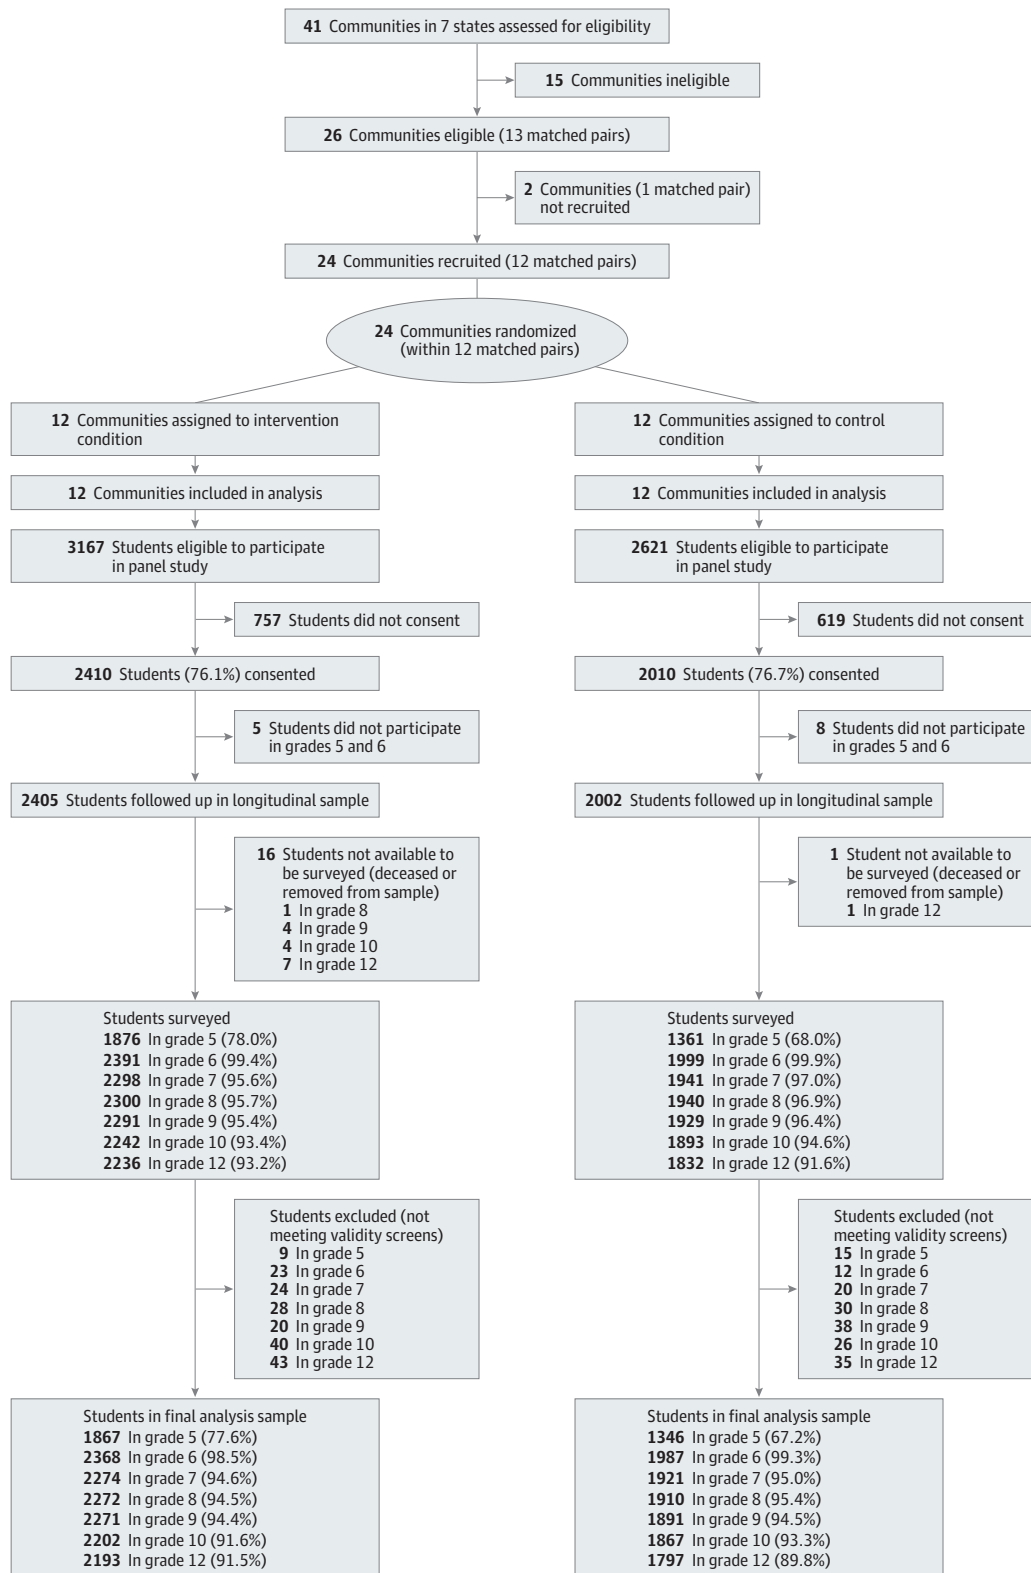 41 Communities in 7 states assessed for eligibility
15 Communities ineligible
26 Communities eligible (13 matched pairs)
2 Communities (1 matched pair)
not recruited
24 Communities recruited (12 matched pairs)
24 Communities randomized
(within 12 matched pairs)
12 Communities assigned to intervention
condition
12 Communities included in analysis
3167 Students eligible to participate
in panel study
757 Students did not consent
2410 Students (76.1%) consented
5 Students did not participate
in grades 5 and 6
2405 Students followed up in longitudinal sample
16 Students not available to
be surveyed (deceased or
removed from sample)
1 In grade 8
4 In grade 9
4 In grade 10
7 In grade 12
Students surveyed
1876 In grade 5 (78.0%)
2391 In grade 6 (99.4%)
2298 In grade 7 (95.6%)
2300 In grade 8 (95.7%)
2291 In grade 9 (95.4%)
2242 In grade 10 (93.4%)
2236 In grade 12 (93.2%)
Students excluded (not
meeting validity screens)
9 In grade 5
23 In grade 6
24 In grade 7
28 In grade 8
20 In grade 9
40 In grade 10
43 In grade 12
Students in final analysis sample
1867 In grade 5 (77.6%)
2368 In grade 6 (98.5%)
2274 In grade 7 (94.6%)
2272 In grade 8 (94.5%)
2271 In grade 9 (94.4%)
2202 In grade 10 (91.6%)
2193 In grade 12 (91.5%)
12 Communities assigned to control
condition
12 Communities included in analysis
2621 Students eligible to participate
in panel study
619 Students did not consent
2010 Students (76.7%) consented
8 Students did not participate
in grades 5 and 6
2002 Students followed up in longitudinal sample
1 Student not available to
be surveyed (deceased or
removed from sample)
1 In grade 12
Students surveyed
1361 In grade 5 (68.0%)
1999 In grade 6 (99.9%)
1941 In grade 7 (97.0%)
1940 In grade 8 (96.9%)
1929 In grade 9 (96.4%)
1893 In grade 10 (94.6%)
1832 In grade 12 (91.6%)
Students excluded (not
meeting validity screens)
15 In grade 5
12 In grade 6
20 In grade 7
30 In grade 8
38 In grade 9
26 In grade 10
35 In grade 12
Students in final analysis sample
1346 In grade 5 (67.2%)
1987 In grade 6 (99.3%)
1921 In grade 7 (95.0%)
1910 In grade 8 (95.4%)
1891 In grade 9 (94.5%)
1867 In grade 10 (93.3%)
1797 In grade 12 (89.8%)